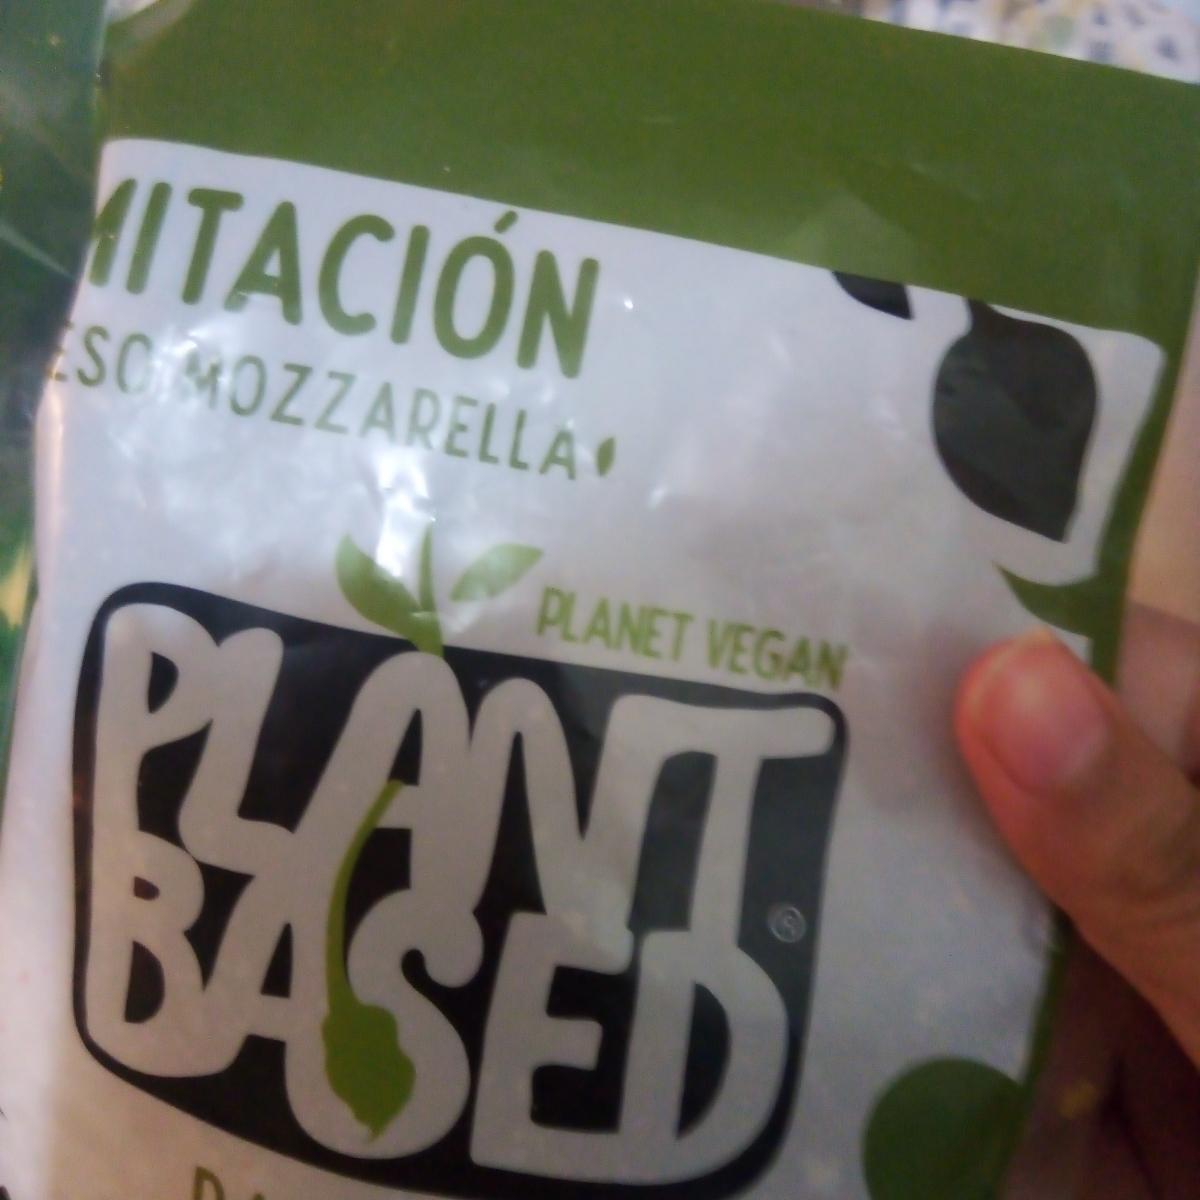 MITACIÓN
ESO MOZZARELLA
PLANET VEGAN
PLANT
BASED
®